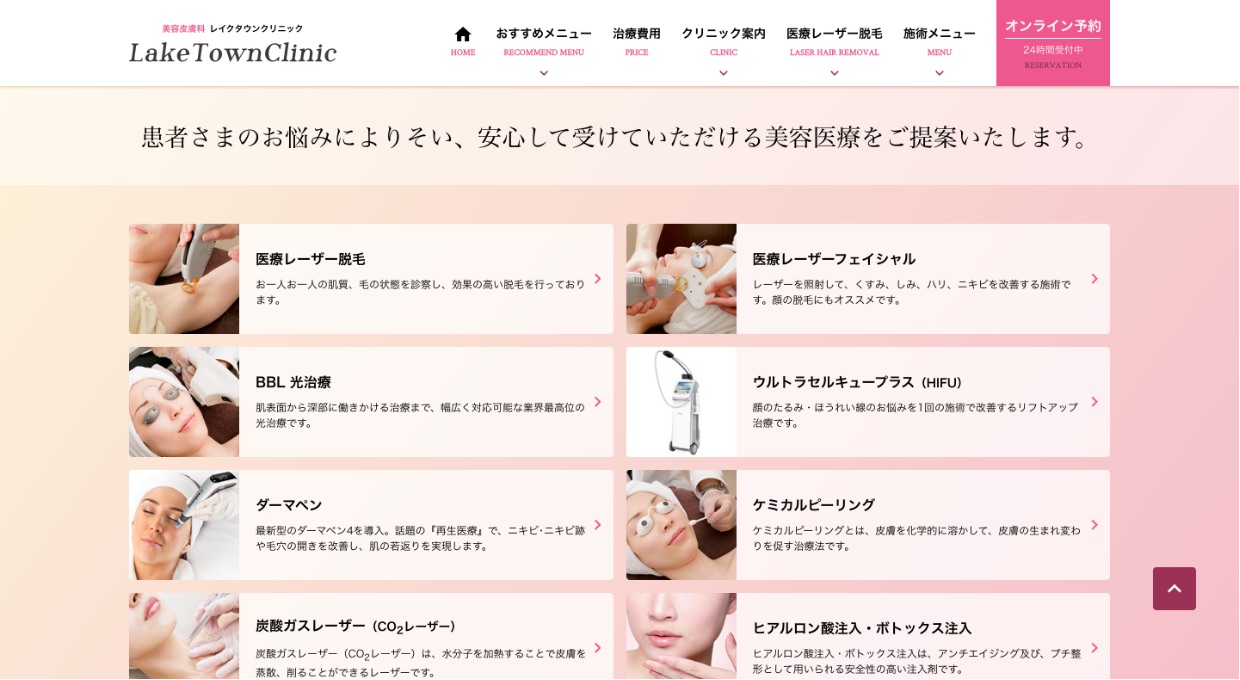 美容皮膚科 レイクタウンクリニック
LakeTownClinic
HOME
おすすめメニュー
RECOMMEND MENU
治療費用
PRICE
クリニック案内
CLINIC
医療レーザー脱毛
LASER HAIR REMOVAL
施術メニュー
MENU
オンライン予約
24時間受付中
RESERVATION
患者さまのお悩みによりそい、安心して受けていただける美容医療をご提案いたします。
医療レーザー脱毛
お一人お一人の肌質、毛の状態を診察し、効果の高い脱毛を行っており
ます。
医療レーザーフェイシャル
レーザーを照射して、くすみ、しみ、ハリ、ニキビを改善する施術で
す。顔の脱毛にもオススメです。
BBL 光治療
肌表面から深部に働きかける治療まで、幅広く対応可能な業界最高位の
光治療です。
ウルトラセルキュープラス（HIFU）
顔のたるみ・ほうれい線のお悩みを1回の施術で改善するリフトアップ
治療です。
ダーマペン
最新型のダーマペン4を導入。話題の『再生医療』で、ニキビ･ニキビ跡
や毛穴の開きを改善し、肌の若返りを実現します。
ケミカルピーリング
ケミカルピーリングとは、皮膚を化学的に溶かして、皮膚の生まれ変わ
りを促す治療法です。
炭酸ガスレーザー（CO2レーザー）
炭酸ガスレーザー（CO2レーザー）は、水分子を加熱することで皮膚を
蒸散、削ることができるレーザーです。
ヒアルロン酸注入・ボトックス注入
ヒアルロン酸注入・ボトックス注入は、アンチエイジング及び、プチ整
形として用いられる安全性の高い注入剤です。